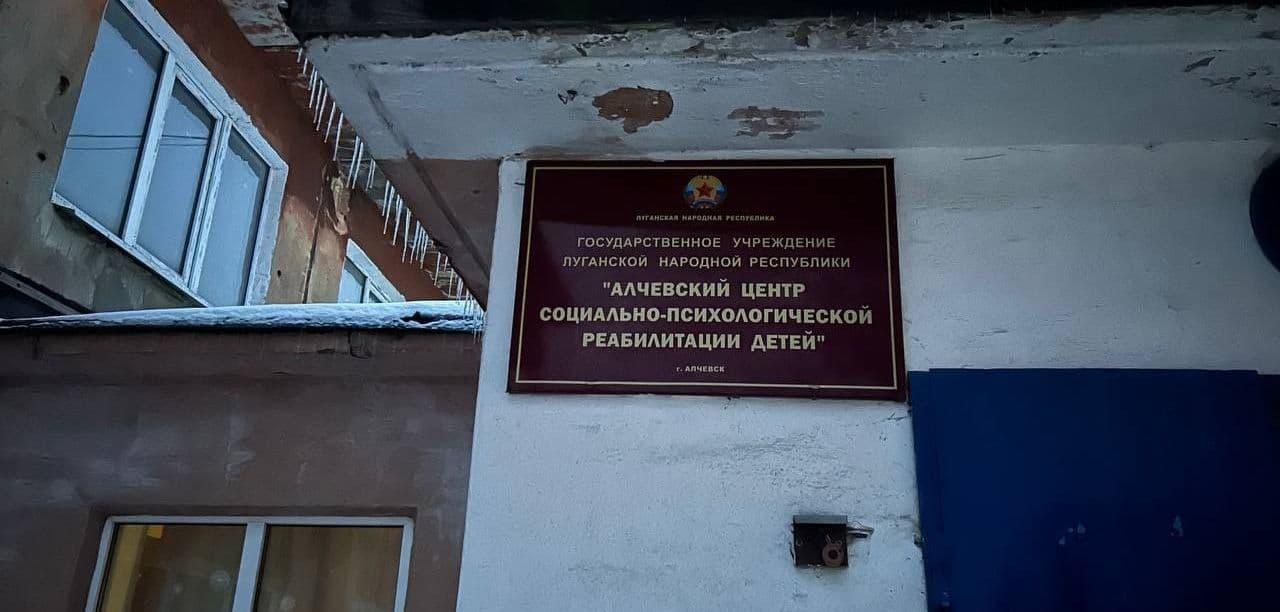 ЛУГАНСКАЯ НАРОДНАЯ РЕСПУБЛИКА
ГОСУДАРСТВЕННОЕ УЧРЕЖДЕНИЕ
ЛУГАНСКОЙ НАРОДНОЙ РЕСПУБЛИКИ
"АЛЧЕВСКИЙ ЦЕНТР
СОЦИАЛЬНО-ПСИХОЛОГИЧЕСКОЙ
РЕАБИЛИТАЦИИ ДЕТЕЙ"
г. АЛЧЕВСК